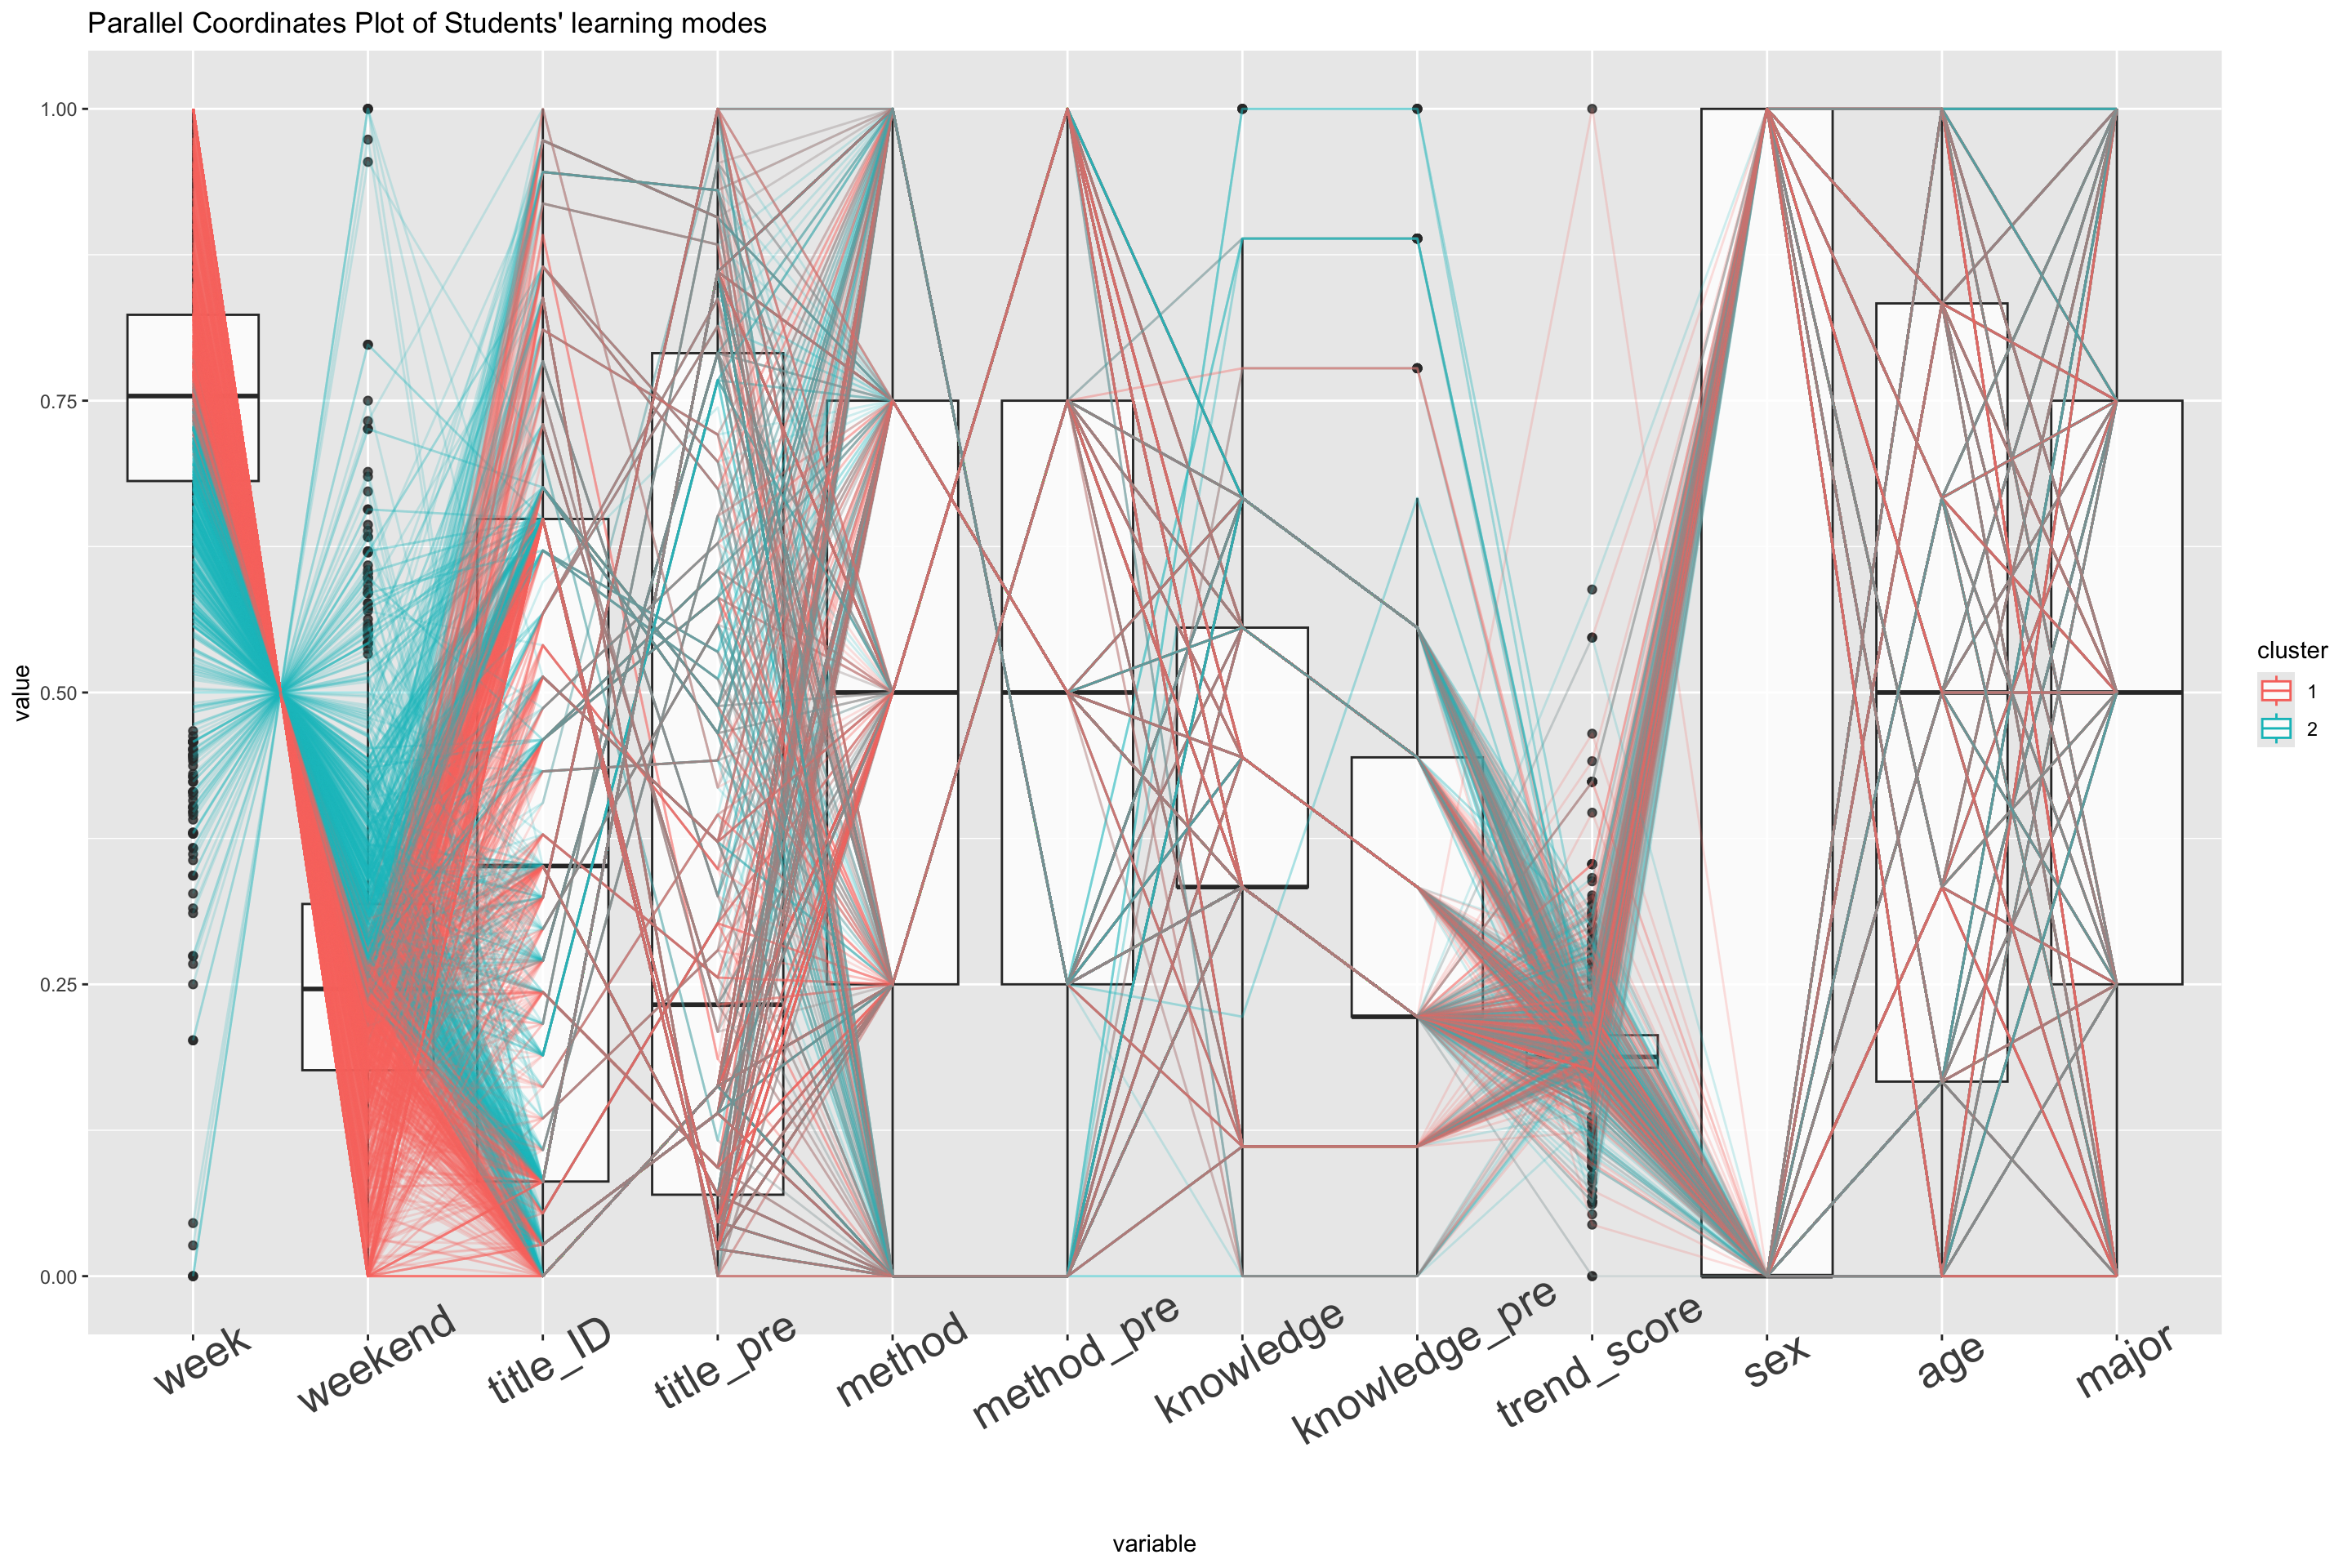 Parallel Coordinates Plot of Students' learning modes
1.00
0.75
0.50
0.25
0.00
value
week
weekend
title_ID
title_pre
method
method_pre
knowledge
knowledge_pre
trend_score
sex
age
major
variable
cluster
1
2